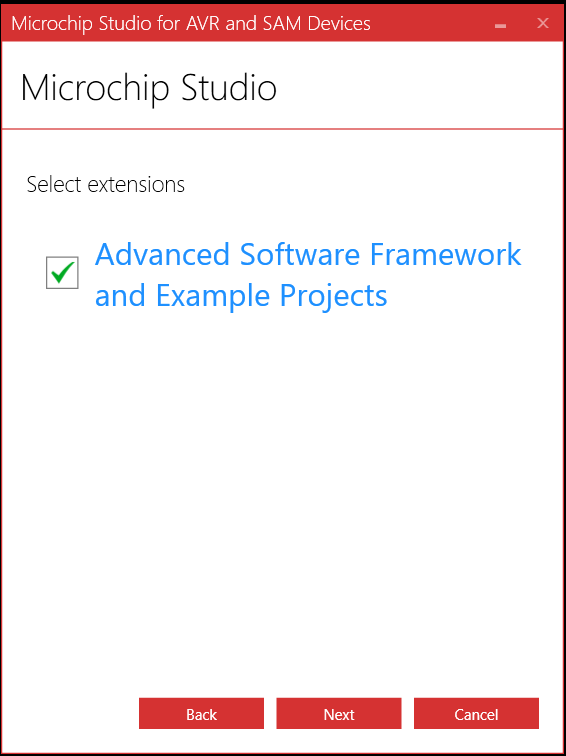 Microchip Studio for AVR and SAM Devices
Microchip Studio
Select extensions
Advanced Software Framework
and Example Projects
Back Next Cancel